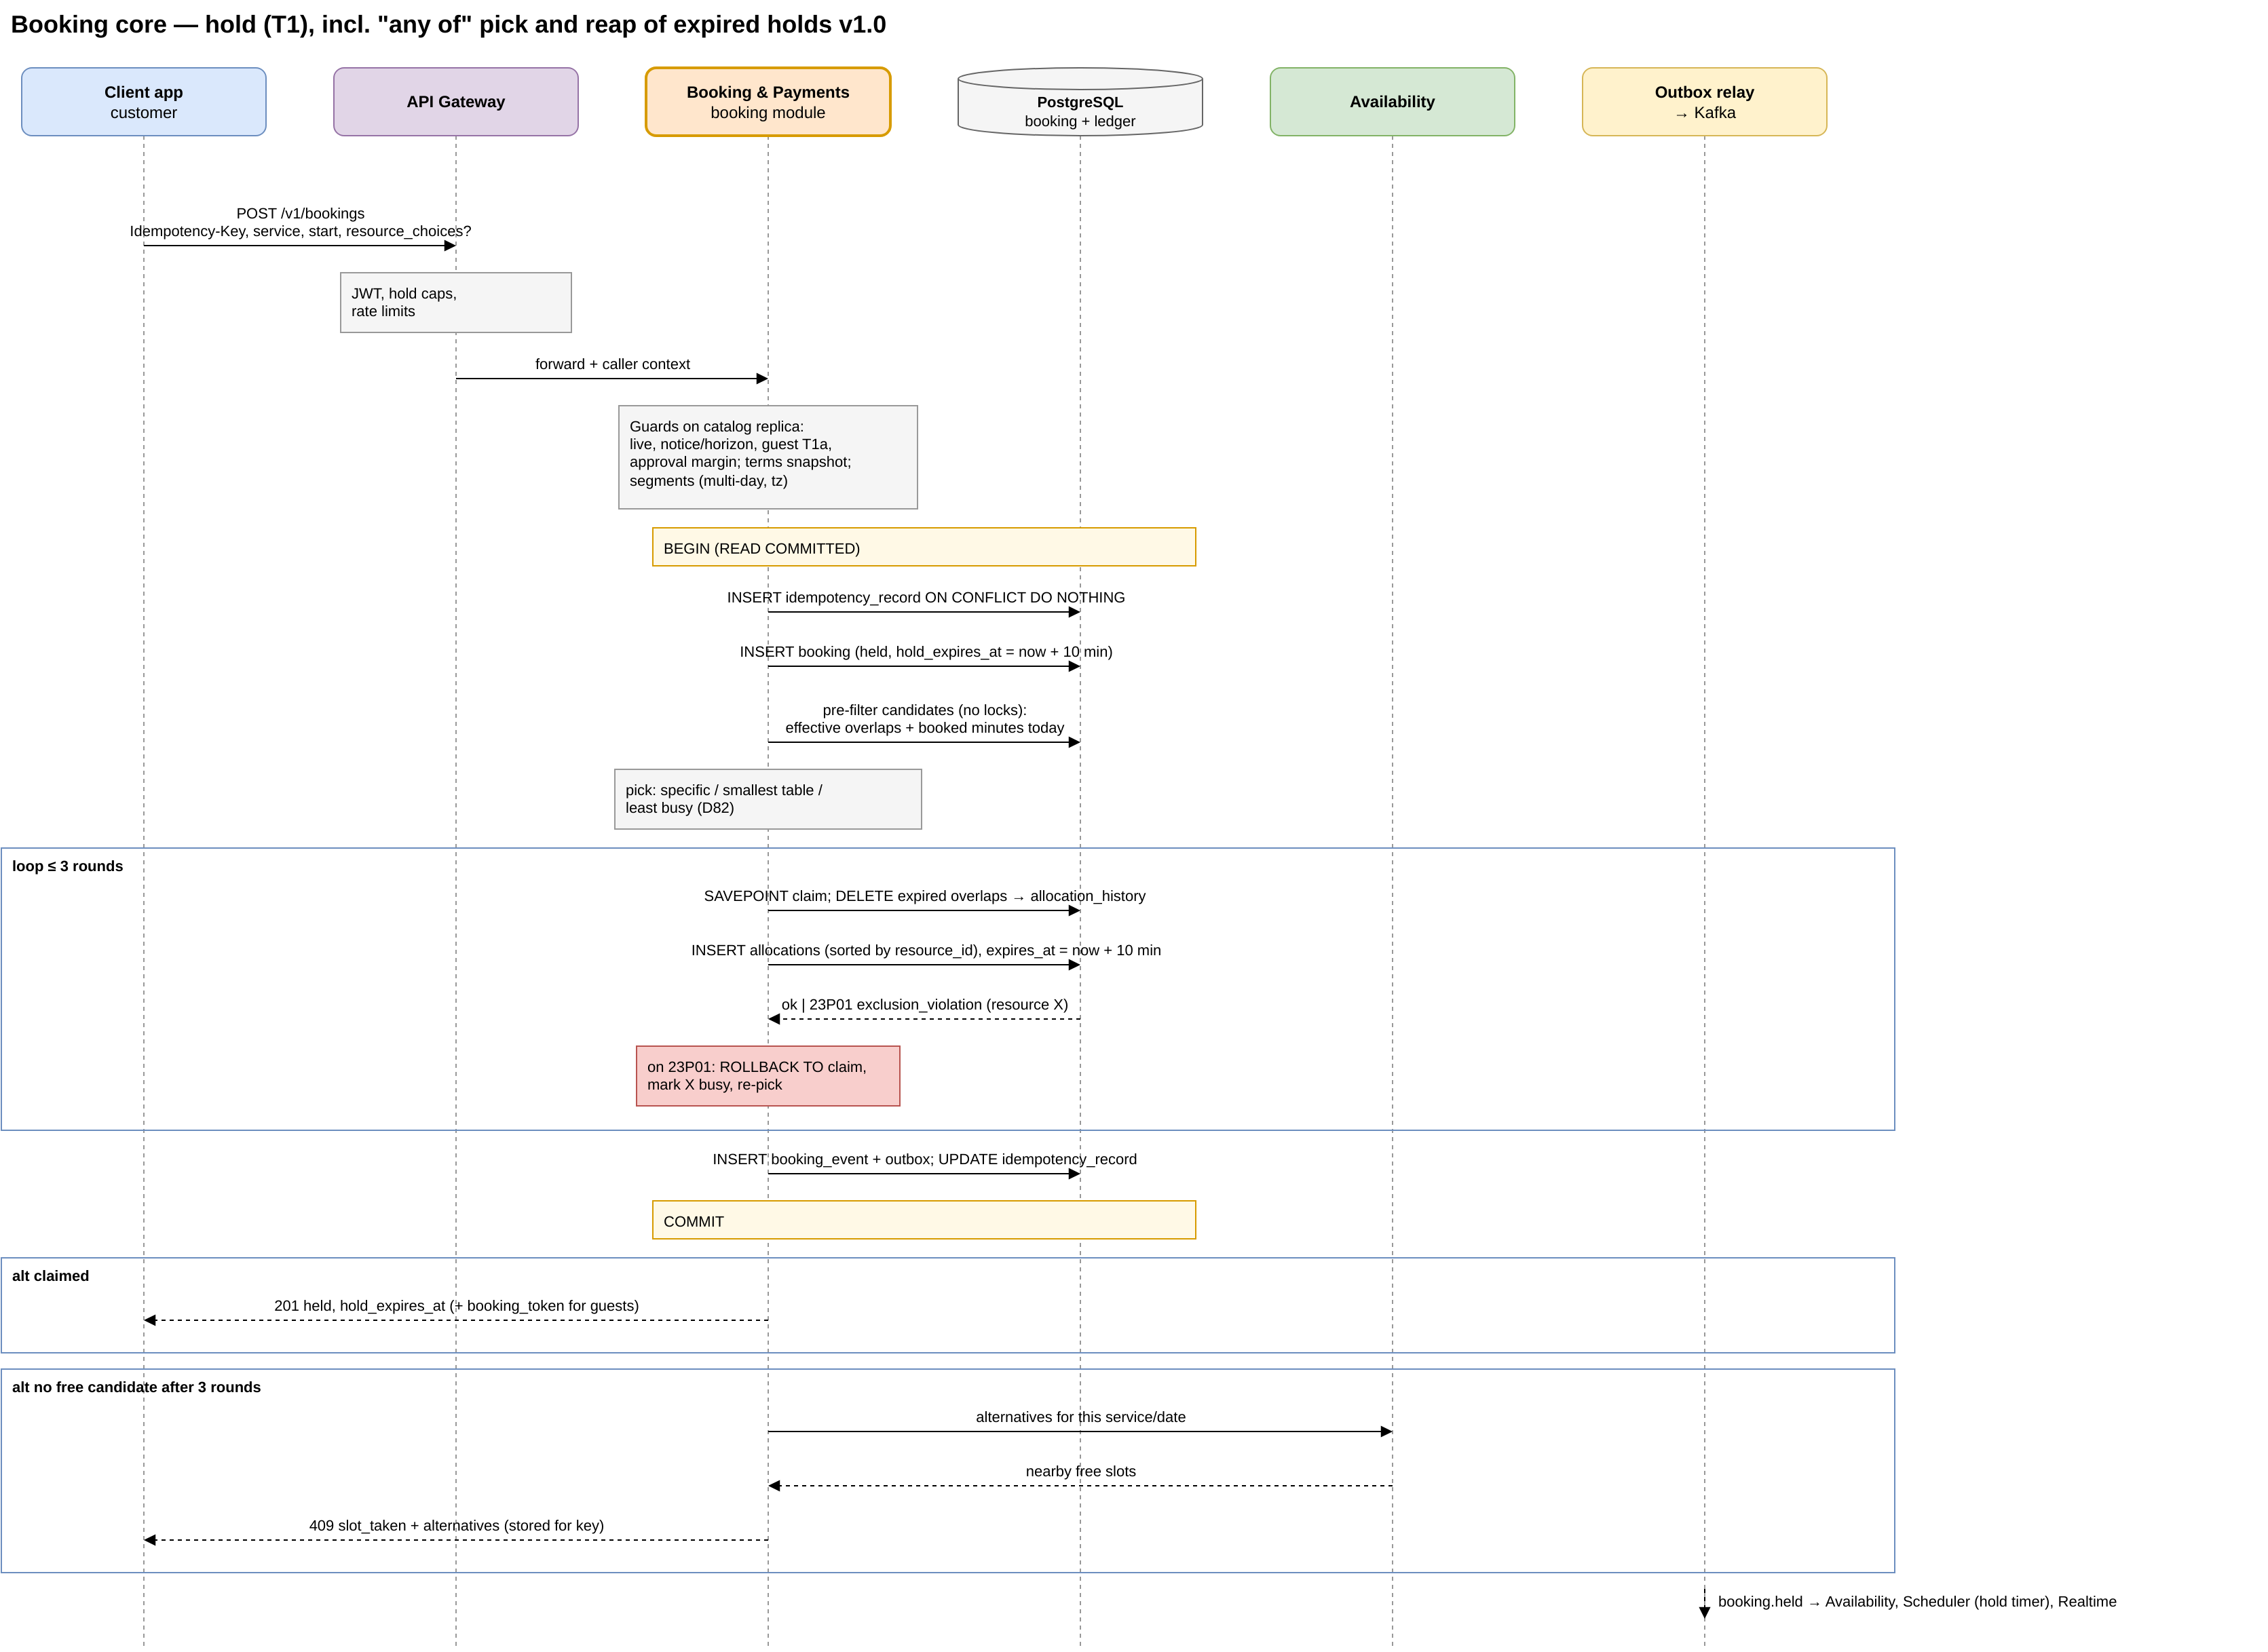 Booking core — hold (T1), incl. "any of" pick and reap of expired holds v1.0
Client app
customer
API Gateway
Booking & Payments
booking module
PostgreSQL
booking + ledger
Availability
Outbox relay
→ Kafka
POST /v1/bookings
Idempotency-Key, service, start, resource_choices?
JWT, hold caps,
rate limits
forward + caller context
Guards on catalog replica:
live, notice/horizon, guest T1a,
approval margin; terms snapshot;
segments (multi-day, tz)
BEGIN (READ COMMITTED)
INSERT idempotency_record ON CONFLICT DO NOTHING
INSERT booking (held, hold_expires_at = now + 10 min)
pre-filter candidates (no locks):
effective overlaps + booked minutes today
pick: specific / smallest table /
least busy (D82)
loop ≤ 3 rounds
SAVEPOINT claim; DELETE expired overlaps → allocation_history
INSERT allocations (sorted by resource_id), expires_at = now + 10 min
ok | 23P01 exclusion_violation (resource X)
on 23P01: ROLLBACK TO claim,
mark X busy, re-pick
INSERT booking_event + outbox; UPDATE idempotency_record
COMMIT
alt claimed
201 held, hold_expires_at (+ booking_token for guests)
alt no free candidate after 3 rounds
alternatives for this service/date
nearby free slots
409 slot_taken + alternatives (stored for key)
booking.held → Availability, Scheduler (hold timer), Realtime